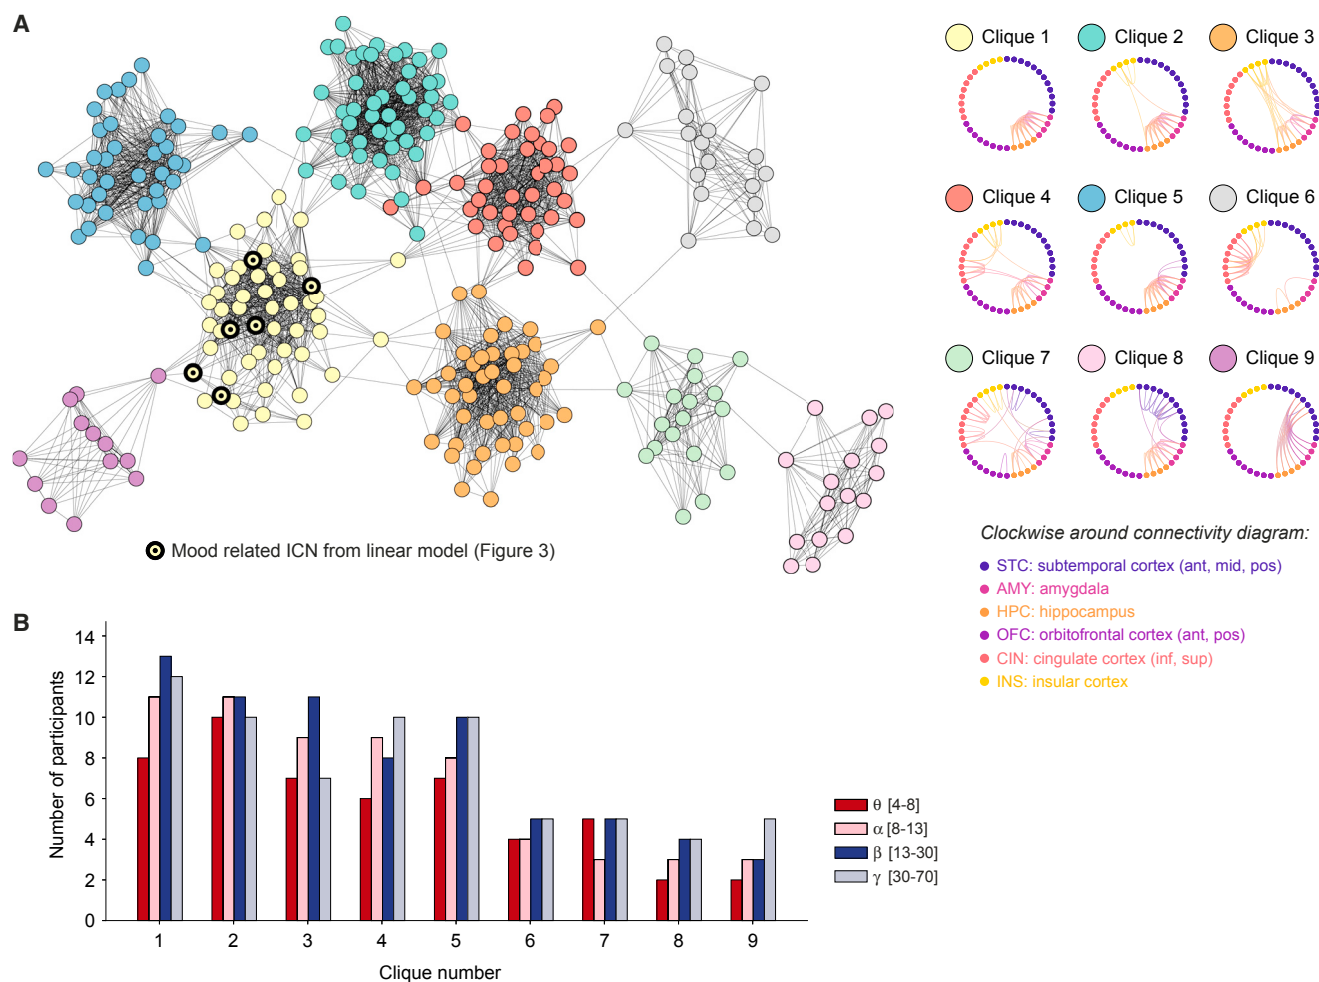 A
Clique 1
Clique 2
Clique 3
Clique 4
Clique 5
Clique 6
Clique 7
Clique 8
Clique 9
Mood related ICN from linear model (Figure 3)
Clockwise around connectivity diagram:
STC: subtemporal cortex (ant, mid, pos)
AMY: amygdala
HPC: hippocampus
OFC: orbitofrontal cortex (ant, pos)
CIN: cingulate cortex (inf, sup)
INS: insular cortex
B
Number of participants
14
12
10
8
6
4
2
0
1 2 3 4 5 6 7 8 9
Clique number
θ [4-8]
α [8-13]
β [13-30]
γ [30-70]